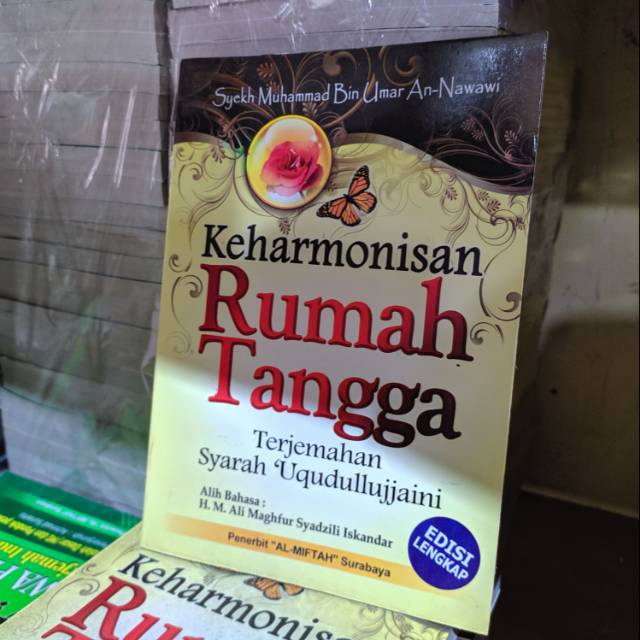 Syekh Muhammad Bin Umar An-Nawawi
Keharmonisan
Rumah
Tangga
Terjemahan
Syarah 'Uqudullujjaini
Alih Bahasa :
H. M. Ali Maghfur Syadzili Iskandar
EDISI
LENGKAP
Penerbit "AL-MIFTAH" Surabaya
Keharmonisan